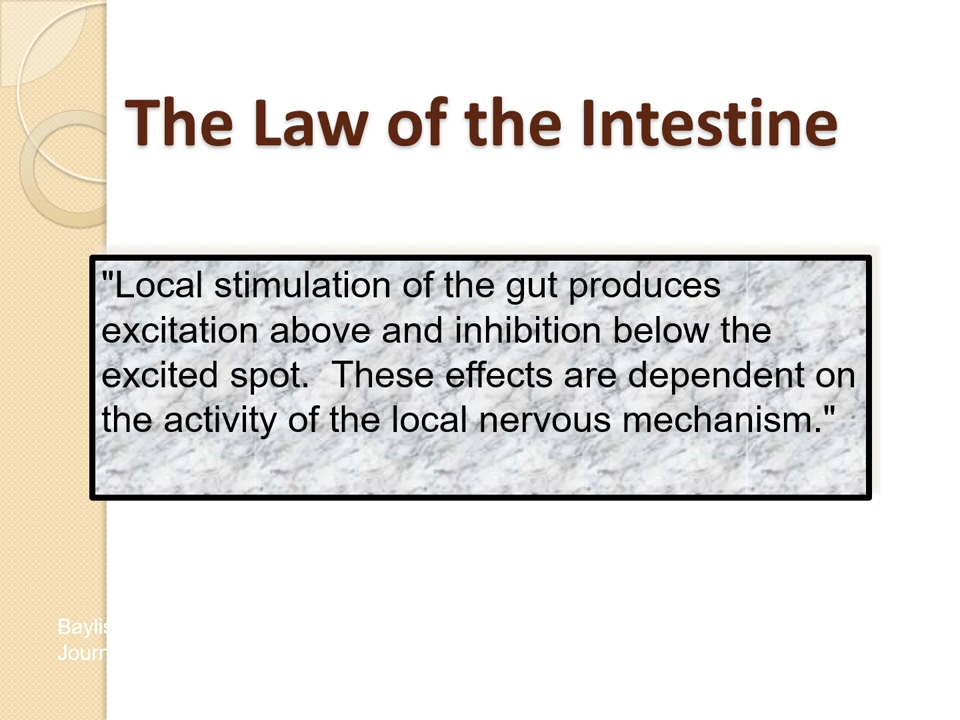 The Law of the Intestine
"Local stimulation of the gut produces
excitation above and inhibition below the
excited spot.  These effects are dependent on
the activity of the local nervous mechanism."